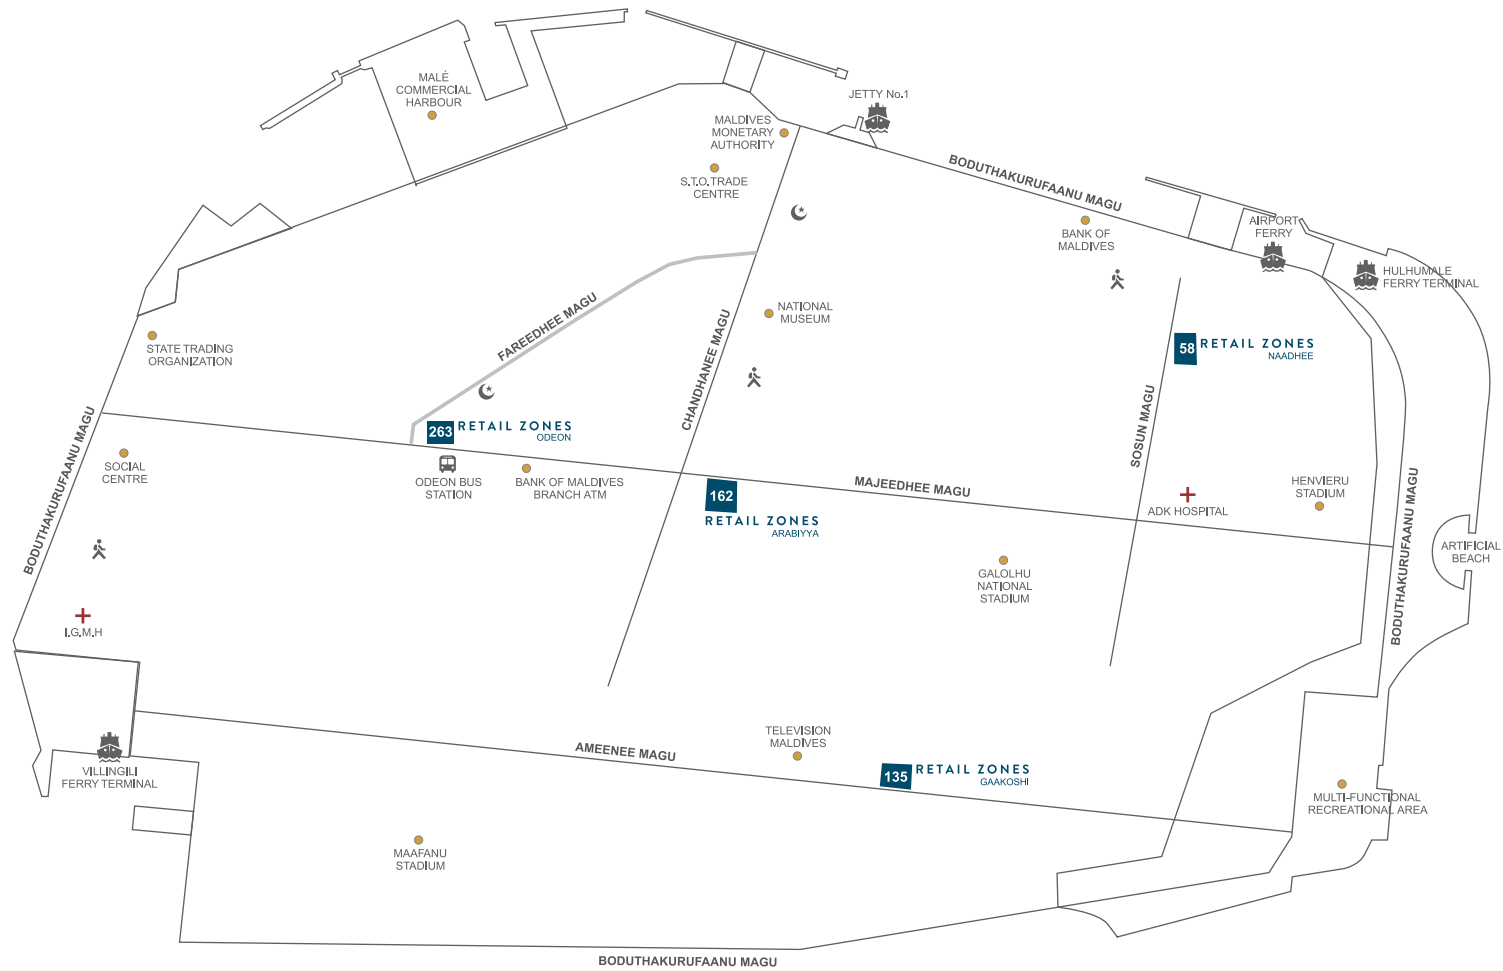 MALÉ
COMMERCIAL
HARBOUR
JETTY No.1
MALDIVES
MONETARY
AUTHORITY
S.T.O.TRADE
CENTRE
BODUTHAKURUFAANU MAGU
BANK OF
MALDIVES
AIRPORT
FERRY
HULHUMALE
FERRY TERMINAL
NATIONAL
MUSEUM
FAREEDHEE MAGU
CHANDHANEE MAGU
STATE TRADING
ORGANIZATION
58 RETAIL ZONES
NAADHEE
SOSUN MAGU
BODUTHAKURUFAANU MAGU
263 RETAIL ZONES
ODEON
SOCIAL
CENTRE
ODEON BUS
STATION
BANK OF MALDIVES
BRANCH ATM
162
RETAIL ZONES
ARABIYYA
MAJEEDHEE MAGU
ADK HOSPITAL
HENVIERU
STADIUM
BODUTHAKURUFAANU MAGU
ARTIFICIAL
BEACH
GALOLHU
NATIONAL
STADIUM
I.G.M.H
VILLINGILI
FERRY TERMINAL
AMEENEE MAGU
TELEVISION
MALDIVES
135 RETAIL ZONES
GAAKOSHI
MULTI-FUNCTIONAL
RECREATIONAL AREA
MAAFANU
STADIUM
BODUTHAKURUFAANU MAGU